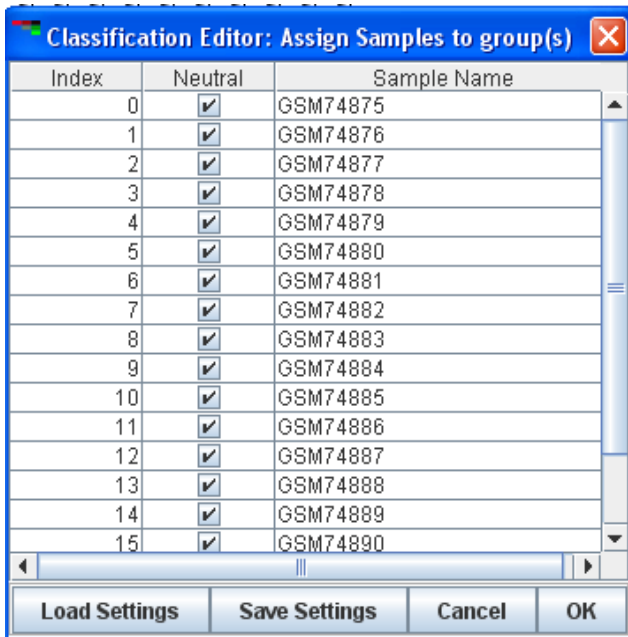 Classification Editor: Assign Samples to group(s)
Index Neutral Sample Name
0 GSM74875
1 GSM74876
2 GSM74877
3 GSM74878
4 GSM74879
5 GSM74880
6 GSM74881
7 GSM74882
8 GSM74883
9 GSM74884
10 GSM74885
11 GSM74886
12 GSM74887
13 GSM74888
14 GSM74889
15 GSM74890
Load Settings Save Settings Cancel OK